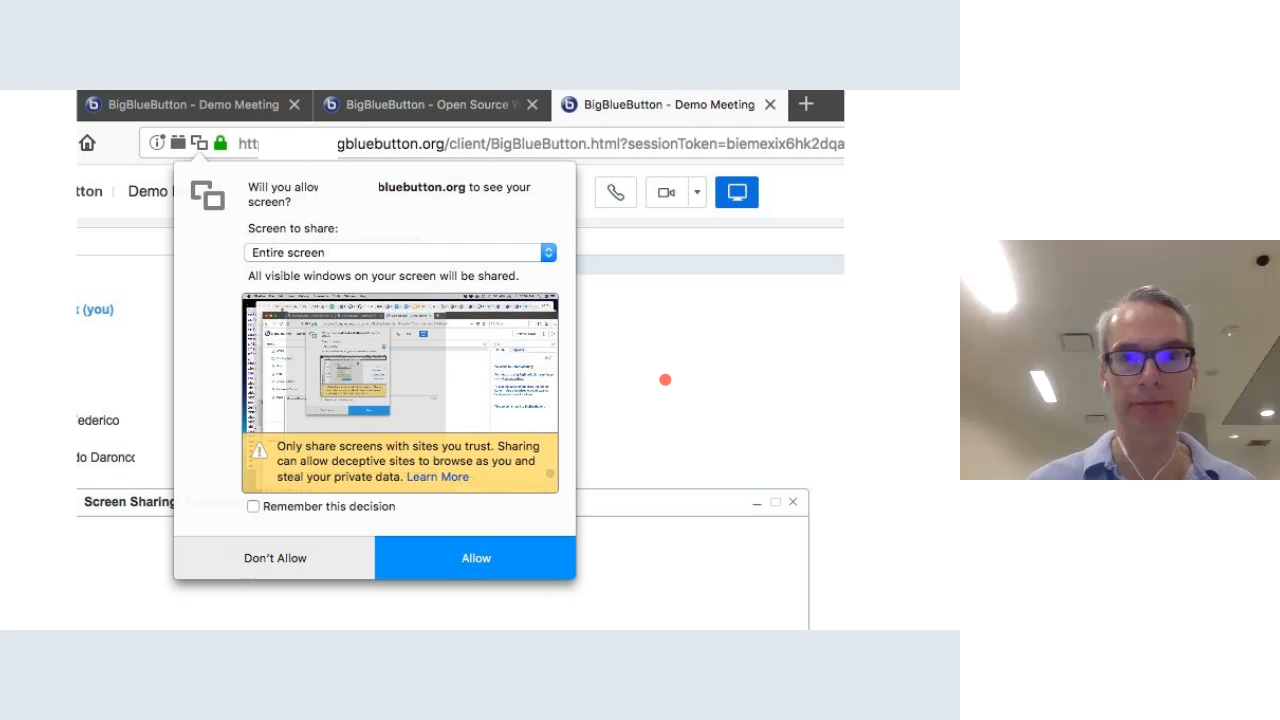 BigBlueButton - Demo Meeting
BigBlueButton - Open Source
BigBlueButton - Demo Meeting
gbluebutton.org/client/BigBlueButton.html?sessionToken=biemexix6hk2dqa
tton
Demo
Will you allow bluebutton.org to see your
screen?
Screen to share:
Entire screen
All visible windows on your screen will be shared.
(you)
ederico
do Daronco
Only share screens with sites you trust. Sharing
can allow deceptive sites to browse as you and
steal your private data. Learn More
Screen Sharing
Remember this decision
Don't Allow
Allow